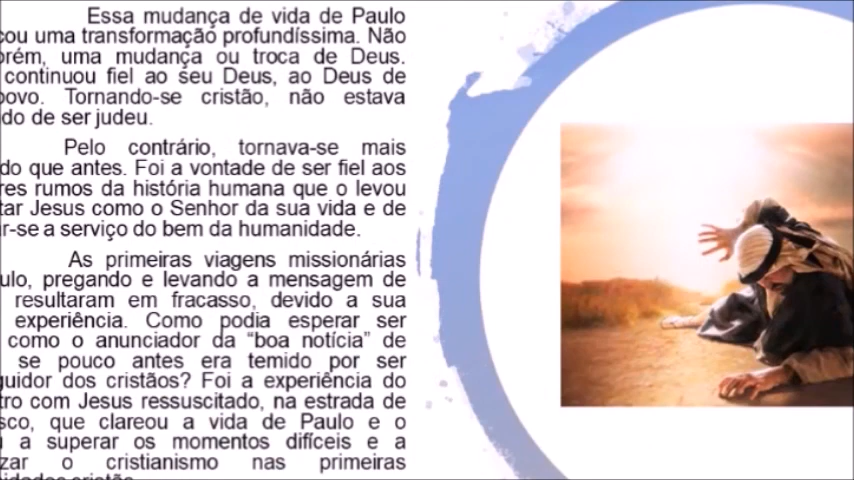 Essa mudança de vida de Paulo
cou uma transformação profundíssima. Não
orém, uma mudança ou troca de Deus.
continuou fiel ao seu Deus, ao Deus de
povo. Tornando-se cristão, não estava
do de ser judeu.
Pelo contrário, tornava-se mais
do que antes. Foi a vontade de ser fiel aos
res rumos da história humana que o levou
tar Jesus como o Senhor da sua vida e de
r-se a serviço do bem da humanidade.
As primeiras viagens missionárias
ulo, pregando e levando a mensagem de
resultaram em fracasso, devido a sua
experiência. Como podia esperar ser
como o anunciador da “boa notícia” de
se pouco antes era temido por ser
guidor dos cristãos? Foi a experiência do
tro com Jesus ressuscitado, na estrada de
sco, que clareou a vida de Paulo e o
a superar os momentos difíceis e a
zar o cristianismo nas primeiras